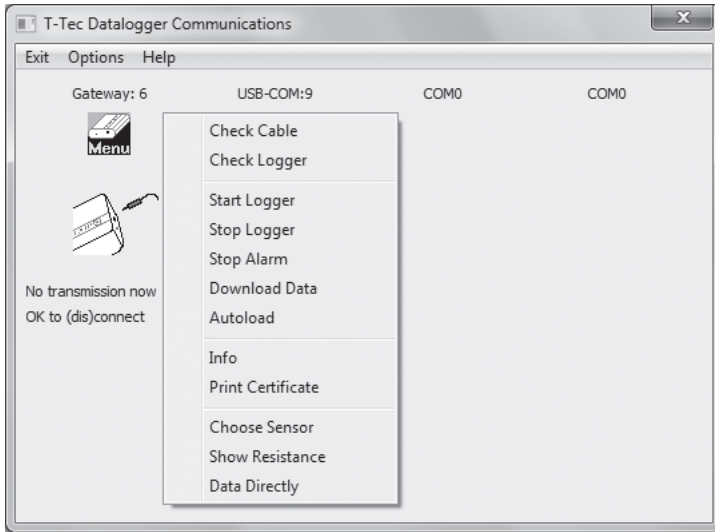 T-Tec Datalogger Communications
Exit Options Help
Gateway: 6 USB-COM:9 COM0 COM0
Menu
Check Cable
Check Logger
Start Logger
Stop Logger
Stop Alarm
Download Data
Autoload
Info
Print Certificate
Choose Sensor
Show Resistance
Data Directly
No transmission now
OK to (dis)connect